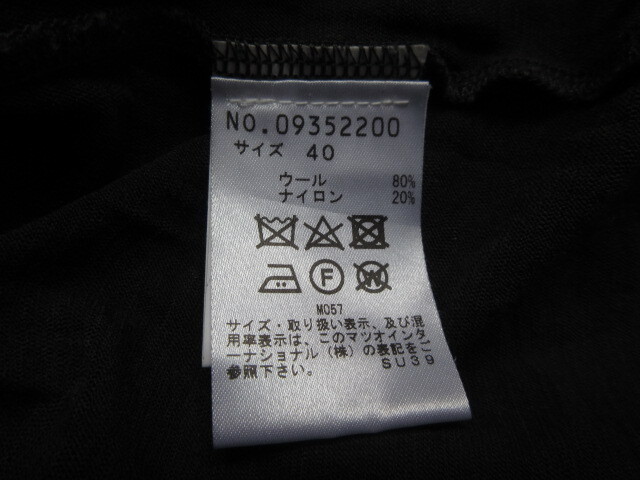 No.09352200
サイズ 40
ウール 80%
ナイロン 20%
F W
M057
サイズ・取り扱い表示、及び混
用率表示は、このマツオインタ
ーナショナル(株)の表記をご
参照下さい。 SU39